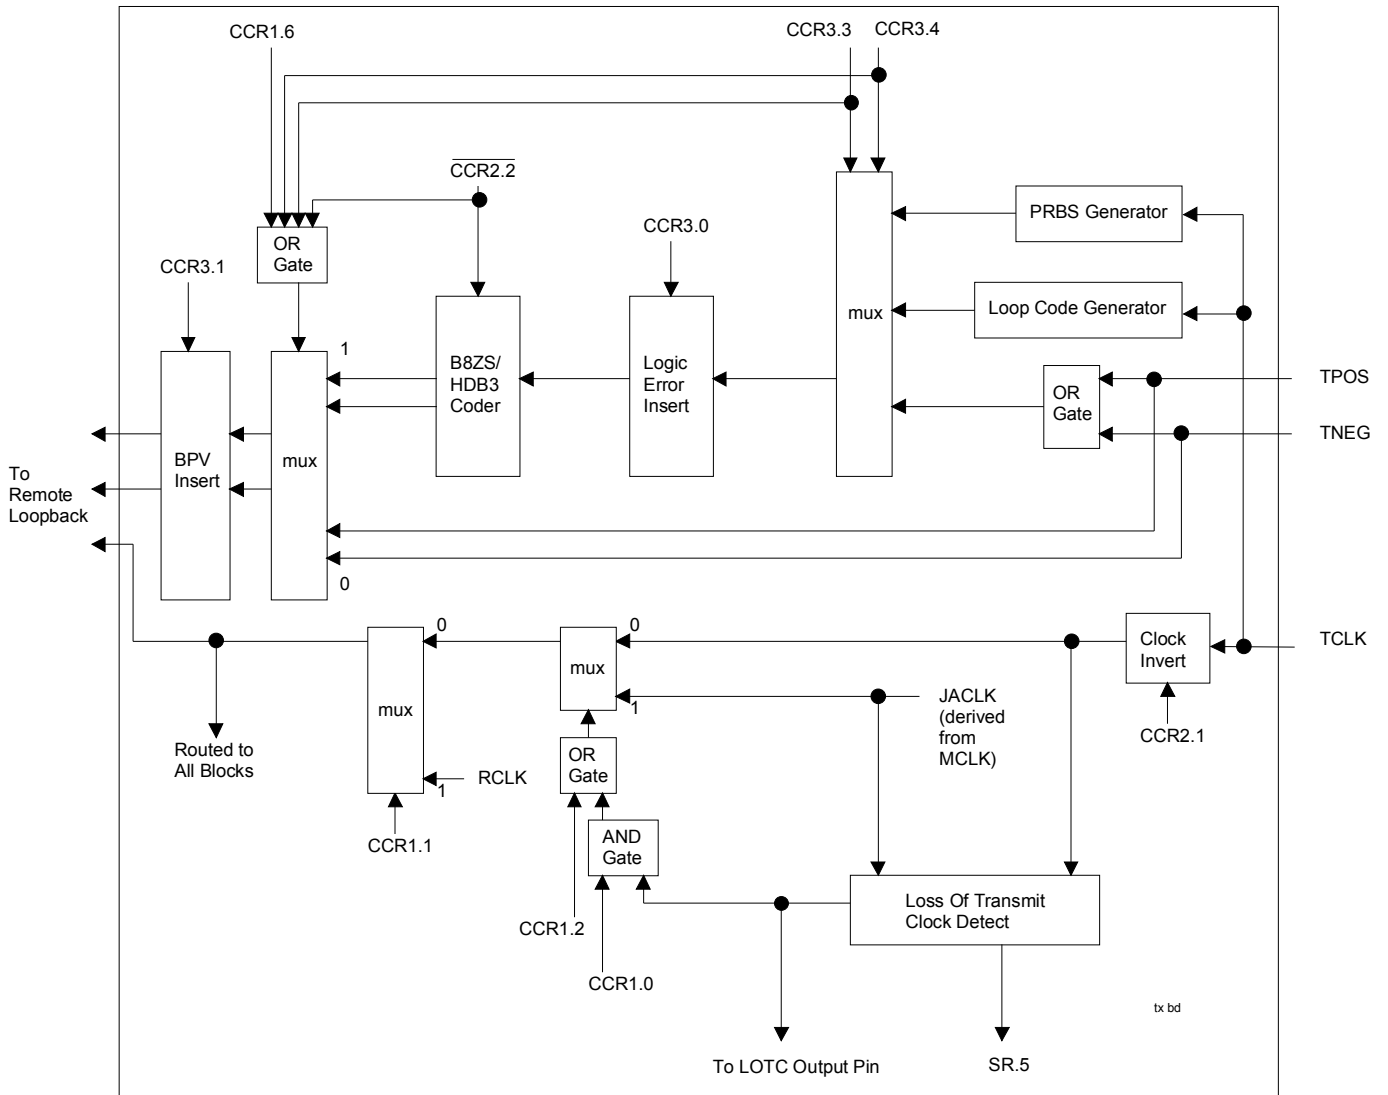 CCR1.6
CCR3.3
CCR3.4
CCR2.2
PRBS Generator
CCR3.0
OR
Gate
CCR3.1
Loop Code Generator
mux
1
B8ZS/
HDB3
Coder
Logic
Error
Insert
OR
Gate
TPOS
TNEG
BPV
Insert
mux
To
Remote
Loopback
0
0
0
Clock
Invert
TCLK
mux
mux
1
JACLK
(derived
from
MCLK)
CCR2.1
Routed to
All Blocks
OR
Gate
RCLK
1
CCR1.1
AND
Gate
Loss Of Transmit
Clock Detect
CCR1.2
CCR1.0
tx bd
To LOTC Output Pin
SR.5